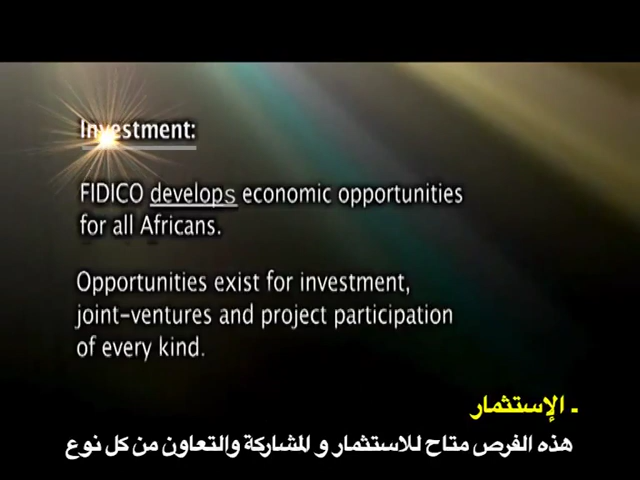 Investment:
FIDICO develops economic opportunities
for all Africans.
Opportunities exist for investment,
joint-ventures and project participation
of every kind.
- الإستثمار
هذه الفرص متاح للاستثمار و المشاركة والتعاون من كل نوع